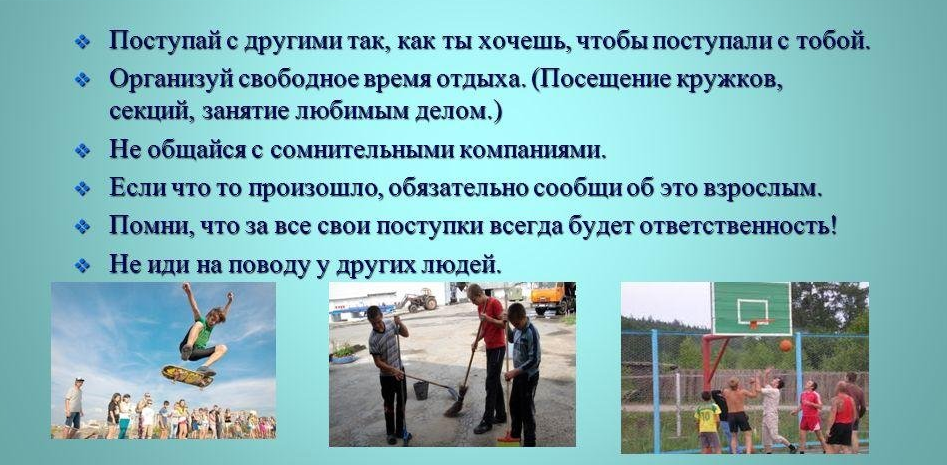 Поступай с другими так, как ты хочешь, чтобы поступали с тобой.
Организуй свободное время отдыха. (Посещение кружков,
секций, занятие любимым делом.)
Не общайся с сомнительными компаниями.
Если что то произошло, обязательно сообщи об это взрослым.
Помни, что за все свои поступки всегда будет ответственность!
Не иди на поводу у других людей.